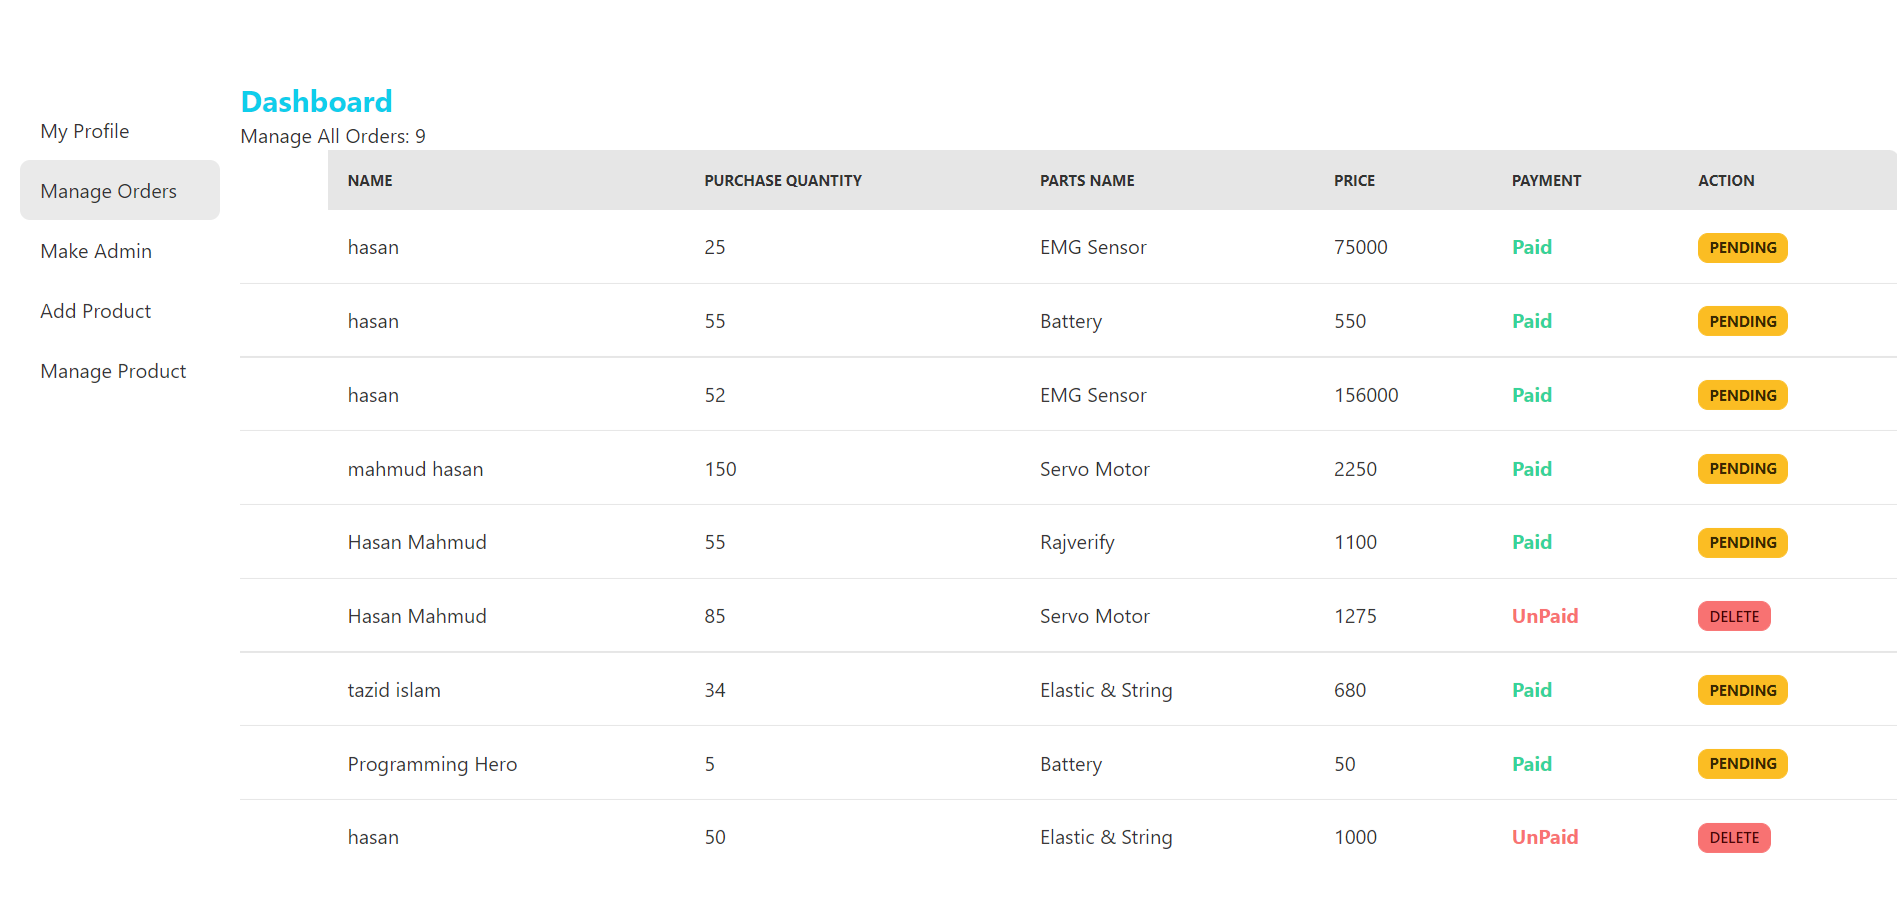 Dashboard
Manage All Orders: 9
My Profile
Manage Orders
Make Admin
Add Product
Manage Product
NAME PURCHASE QUANTITY PARTS NAME PRICE PAYMENT ACTION
hasan 25 EMG Sensor 75000 Paid PENDING
hasan 55 Battery 550 Paid PENDING
hasan 52 EMG Sensor 156000 Paid PENDING
mahmud hasan 150 Servo Motor 2250 Paid PENDING
Hasan Mahmud 55 Rajverify 1100 Paid PENDING
Hasan Mahmud 85 Servo Motor 1275 UnPaid DELETE
tazid islam 34 Elastic & String 680 Paid PENDING
Programming Hero 5 Battery 50 Paid PENDING
hasan 50 Elastic & String 1000 UnPaid DELETE